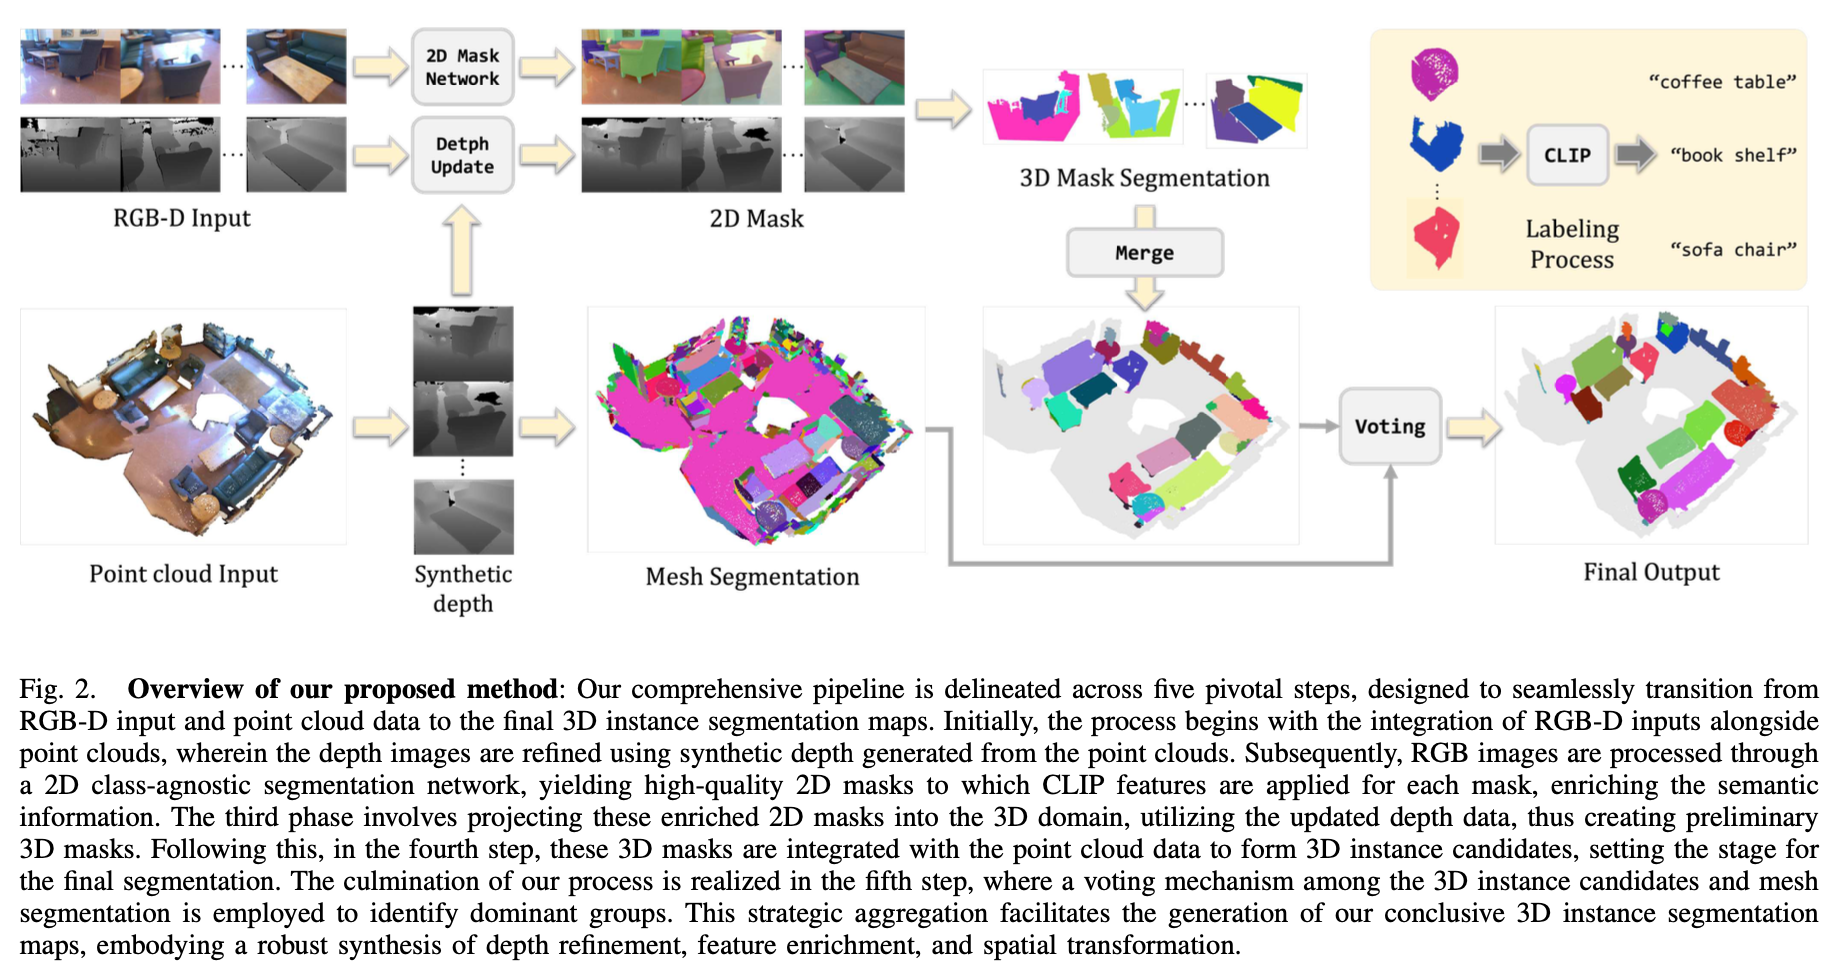 2D Mask
Network
Detph
Update
RGB-D Input
2D Mask
3D Mask Segmentation
Merge
“coffee table”
CLIP
“book shelf”
Labeling
Process
“sofa chair”
Voting
Point cloud Input
Synthetic
depth
Mesh Segmentation
Final Output
Fig. 2. Overview of our proposed method: Our comprehensive pipeline is delineated across five pivotal steps, designed to seamlessly transition from
RGB-D input and point cloud data to the final 3D instance segmentation maps. Initially, the process begins with the integration of RGB-D inputs alongside
point clouds, wherein the depth images are refined using synthetic depth generated from the point clouds. Subsequently, RGB images are processed through
a 2D class-agnostic segmentation network, yielding high-quality 2D masks to which CLIP features are applied for each mask, enriching the semantic
information. The third phase involves projecting these enriched 2D masks into the 3D domain, utilizing the updated depth data, thus creating preliminary
3D masks. Following this, in the fourth step, these 3D masks are integrated with the point cloud data to form 3D instance candidates, setting the stage for
the final segmentation. The culmination of our process is realized in the fifth step, where a voting mechanism among the 3D instance candidates and mesh
segmentation is employed to identify dominant groups. This strategic aggregation facilitates the generation of our conclusive 3D instance segmentation
maps, embodying a robust synthesis of depth refinement, feature enrichment, and spatial transformation.